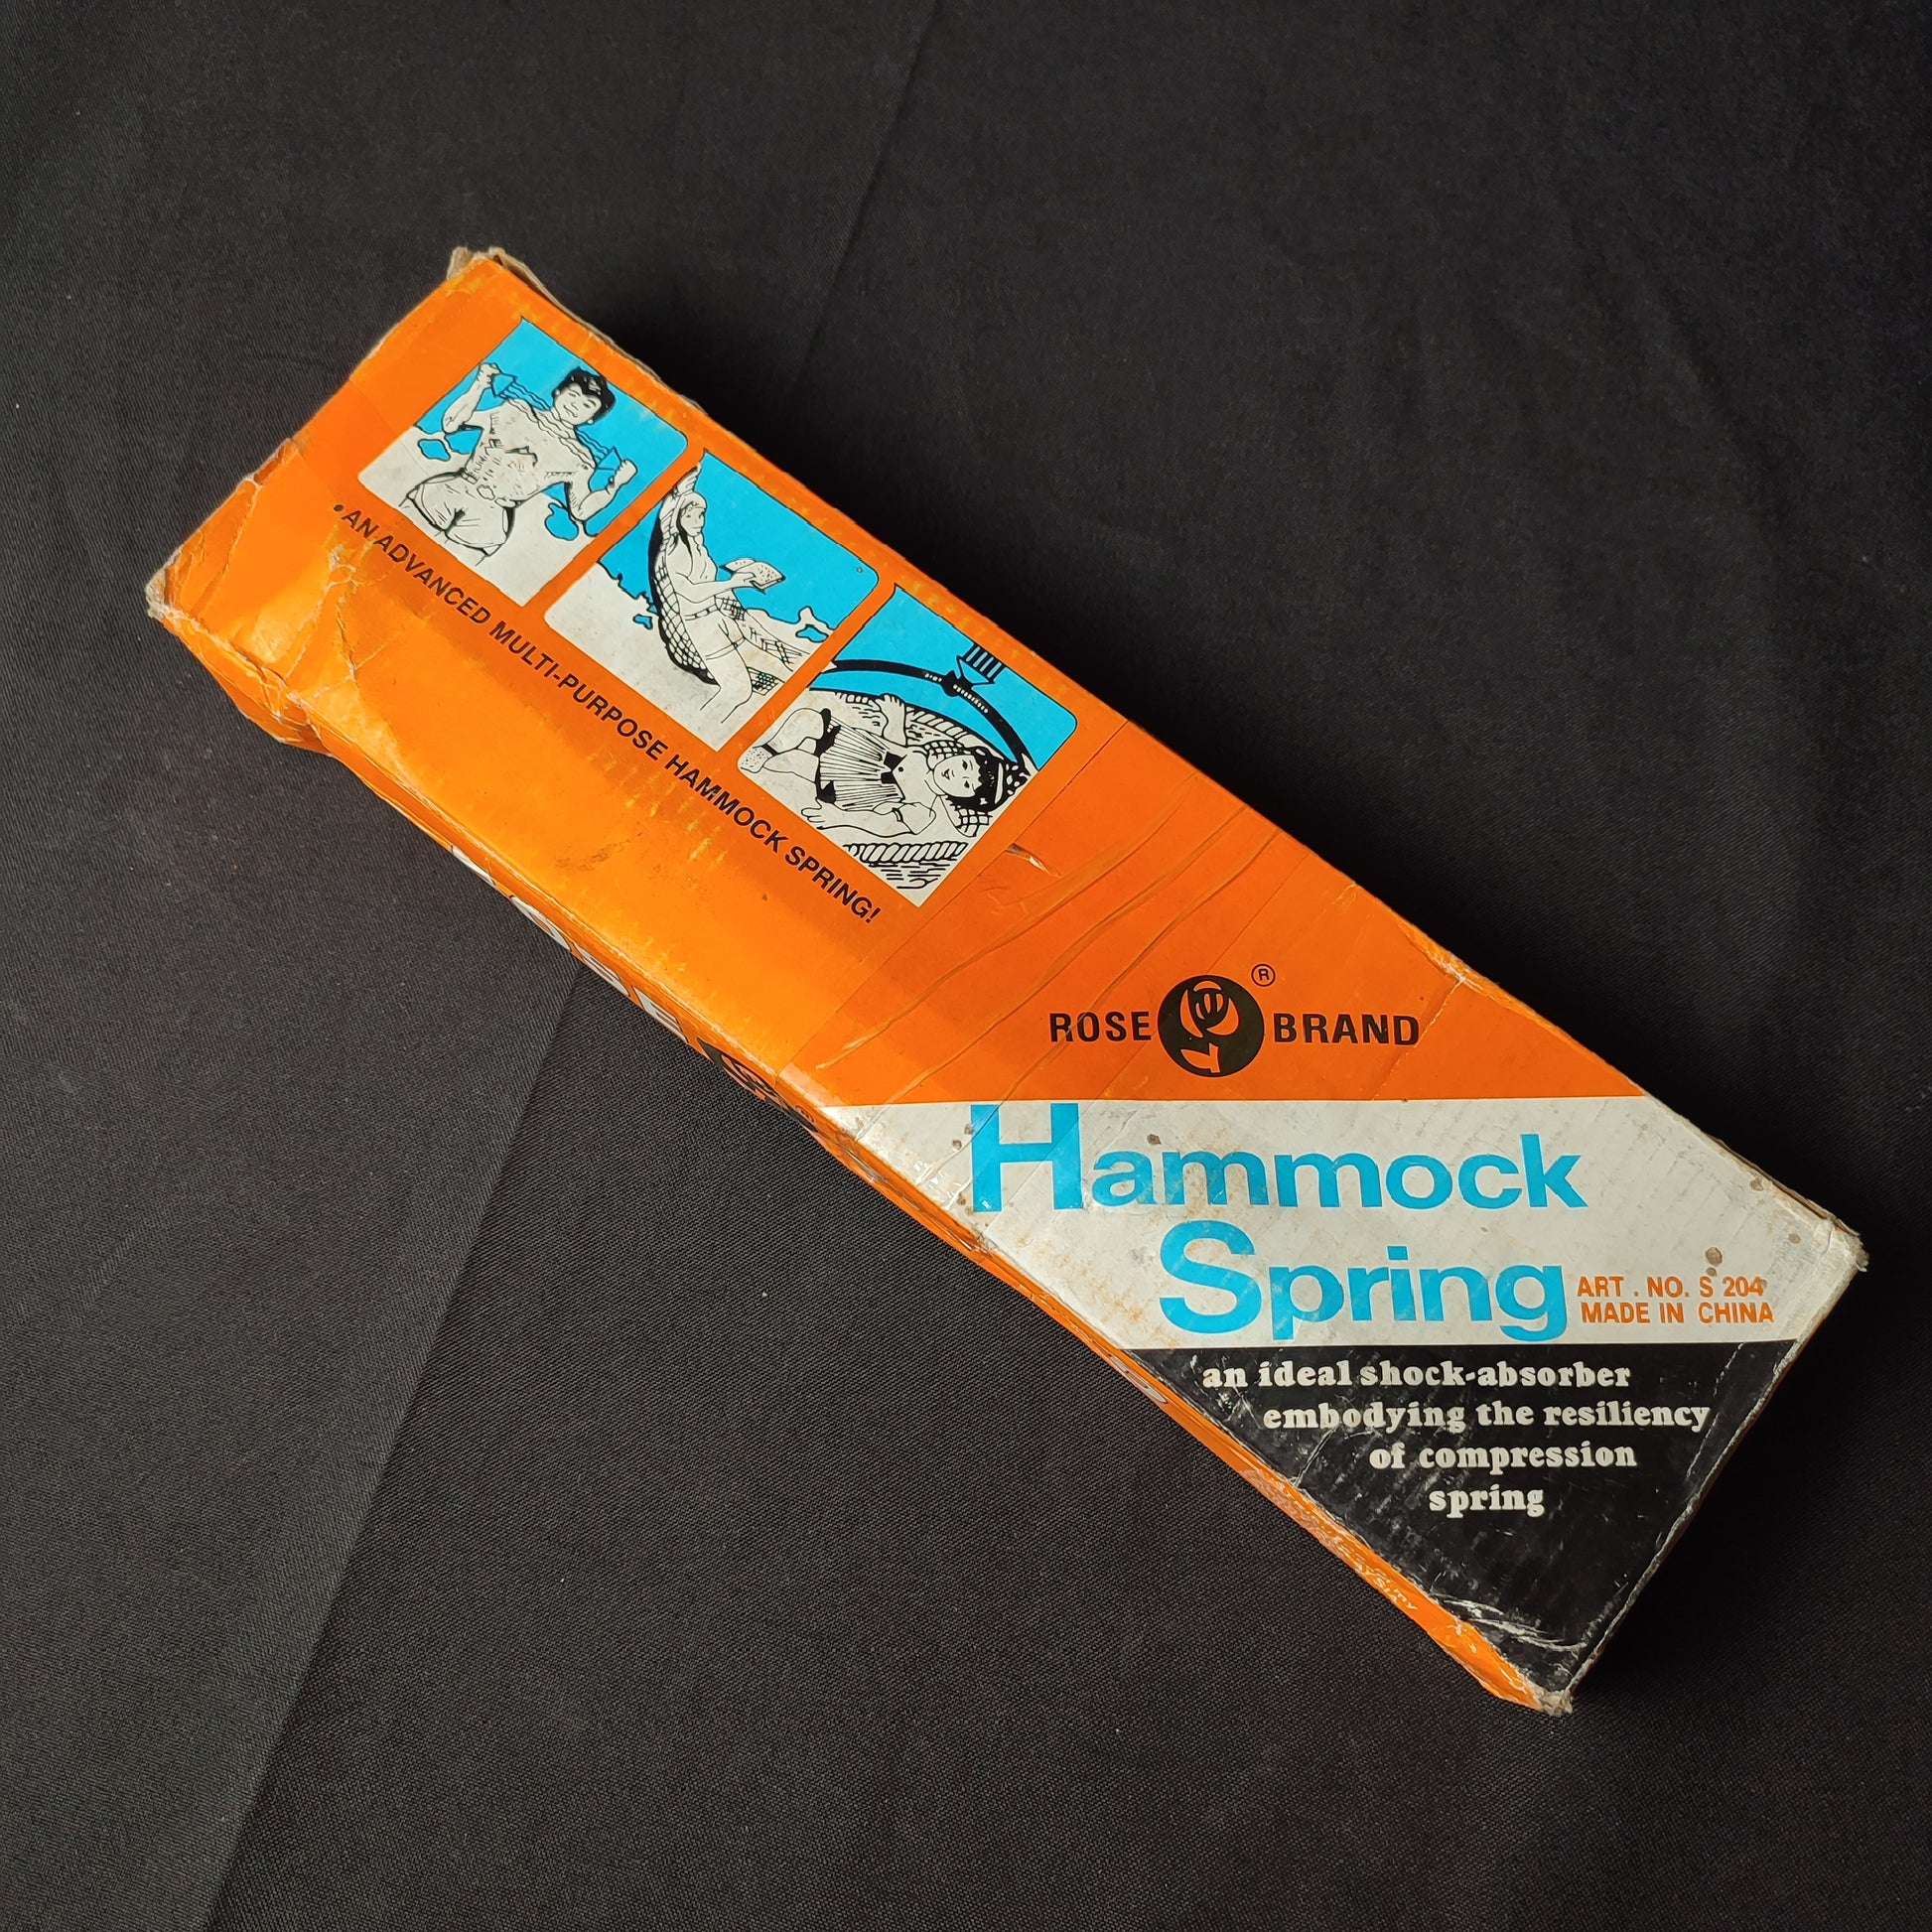 • AN ADVANCED MULTI-PURPOSE HAMMOCK SPRING!
ROSE BRAND ®
Hammock
Spring
ART . NO. S 204
MADE IN CHINA
an ideal shock-absorber
embodying the resiliency
of compression
spring